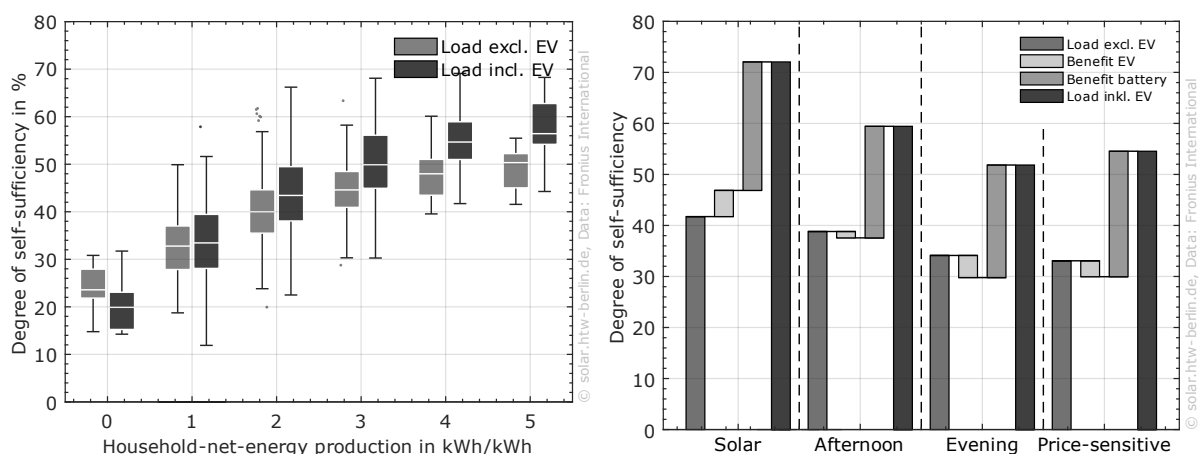 80
70
60
50
40
30
20
10
0
Degree of self-sufficiency in %
Load excl. EV
Load incl. EV
0 1 2 3 4 5
Household-net-energy production in kWh/kWh
© solar.htw-berlin.de, Data: Fronius International
80
70
60
50
40
30
20
10
0
Degree of self-sufficiency
Load excl. EV
Benefit EV
Benefit battery
Load inkl. EV
Solar Afternoon Evening Price-sensitive
© solar.htw-berlin.de, Data: Fronius International